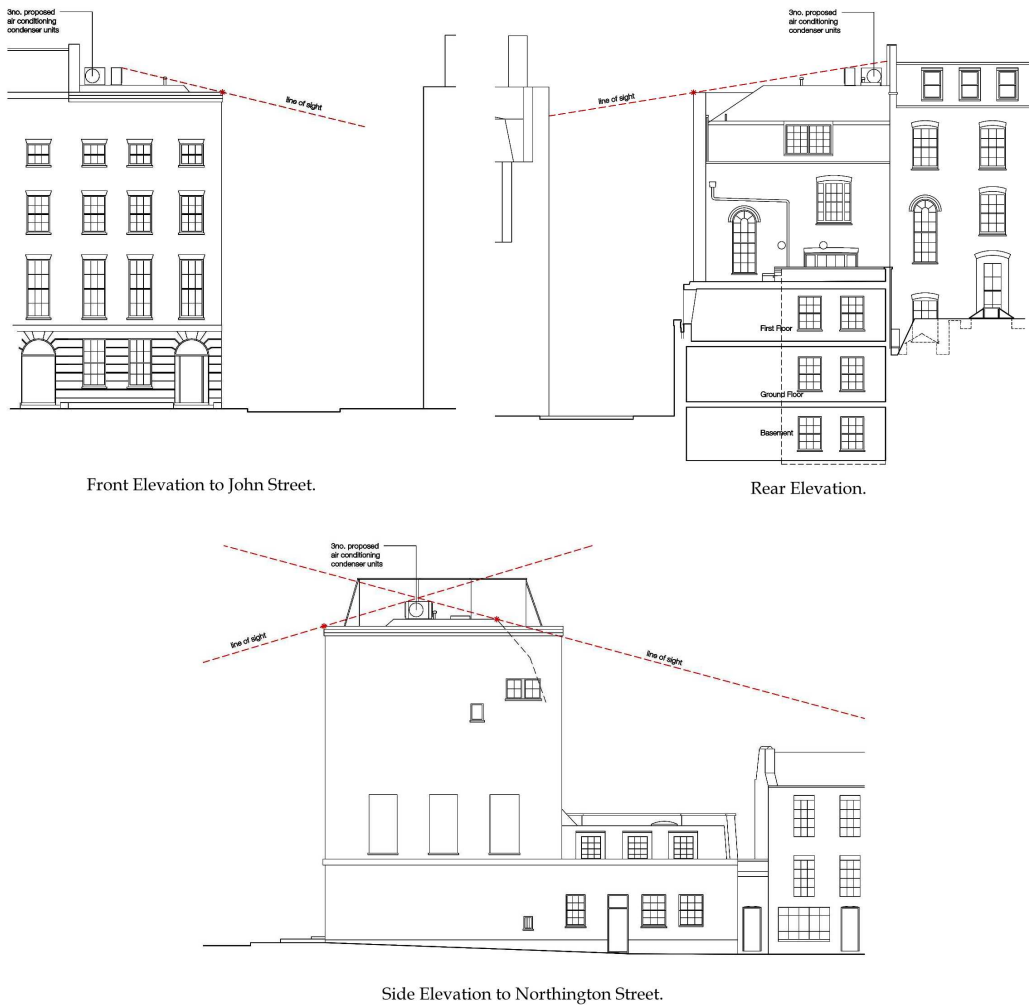 3no. proposed
air conditioning
condenser units
line of sight
Front Elevation to John Street.
3no. proposed
air conditioning
condenser units
line of sight
First Floor
Ground Floor
Basement
Rear Elevation.
3no. proposed
air conditioning
condenser units
line of sight
line of sight
Side Elevation to Northington Street.